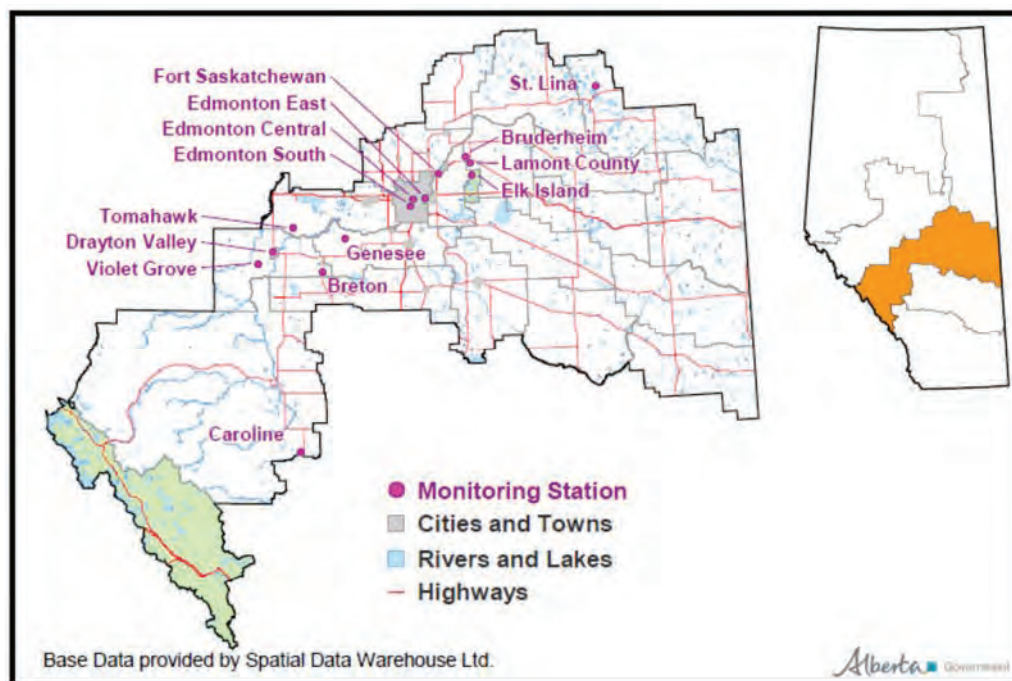 Fort Saskatchewan
Edmonton East
Edmonton Central
Edmonton South
St. Lina
Bruderheim
Lamont County
Elk Island
Tomahawk
Drayton Valley
Violet Grove
Genesee
Breton
Caroline
Monitoring Station
Cities and Towns
Rivers and Lakes
Highways
Base Data provided by Spatial Data Warehouse Ltd.
Alberta Government